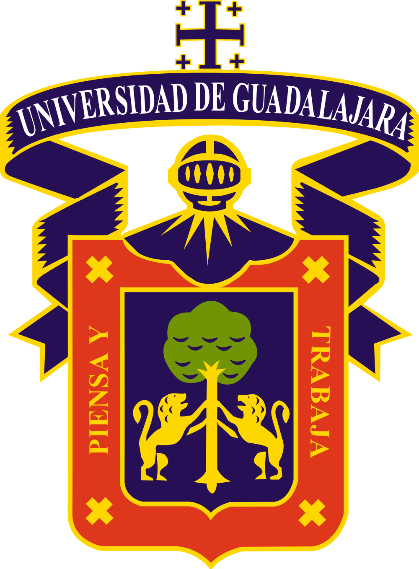 UNIVERSIDAD DE GUADALAJARA
PIENSA Y
TRABAJA